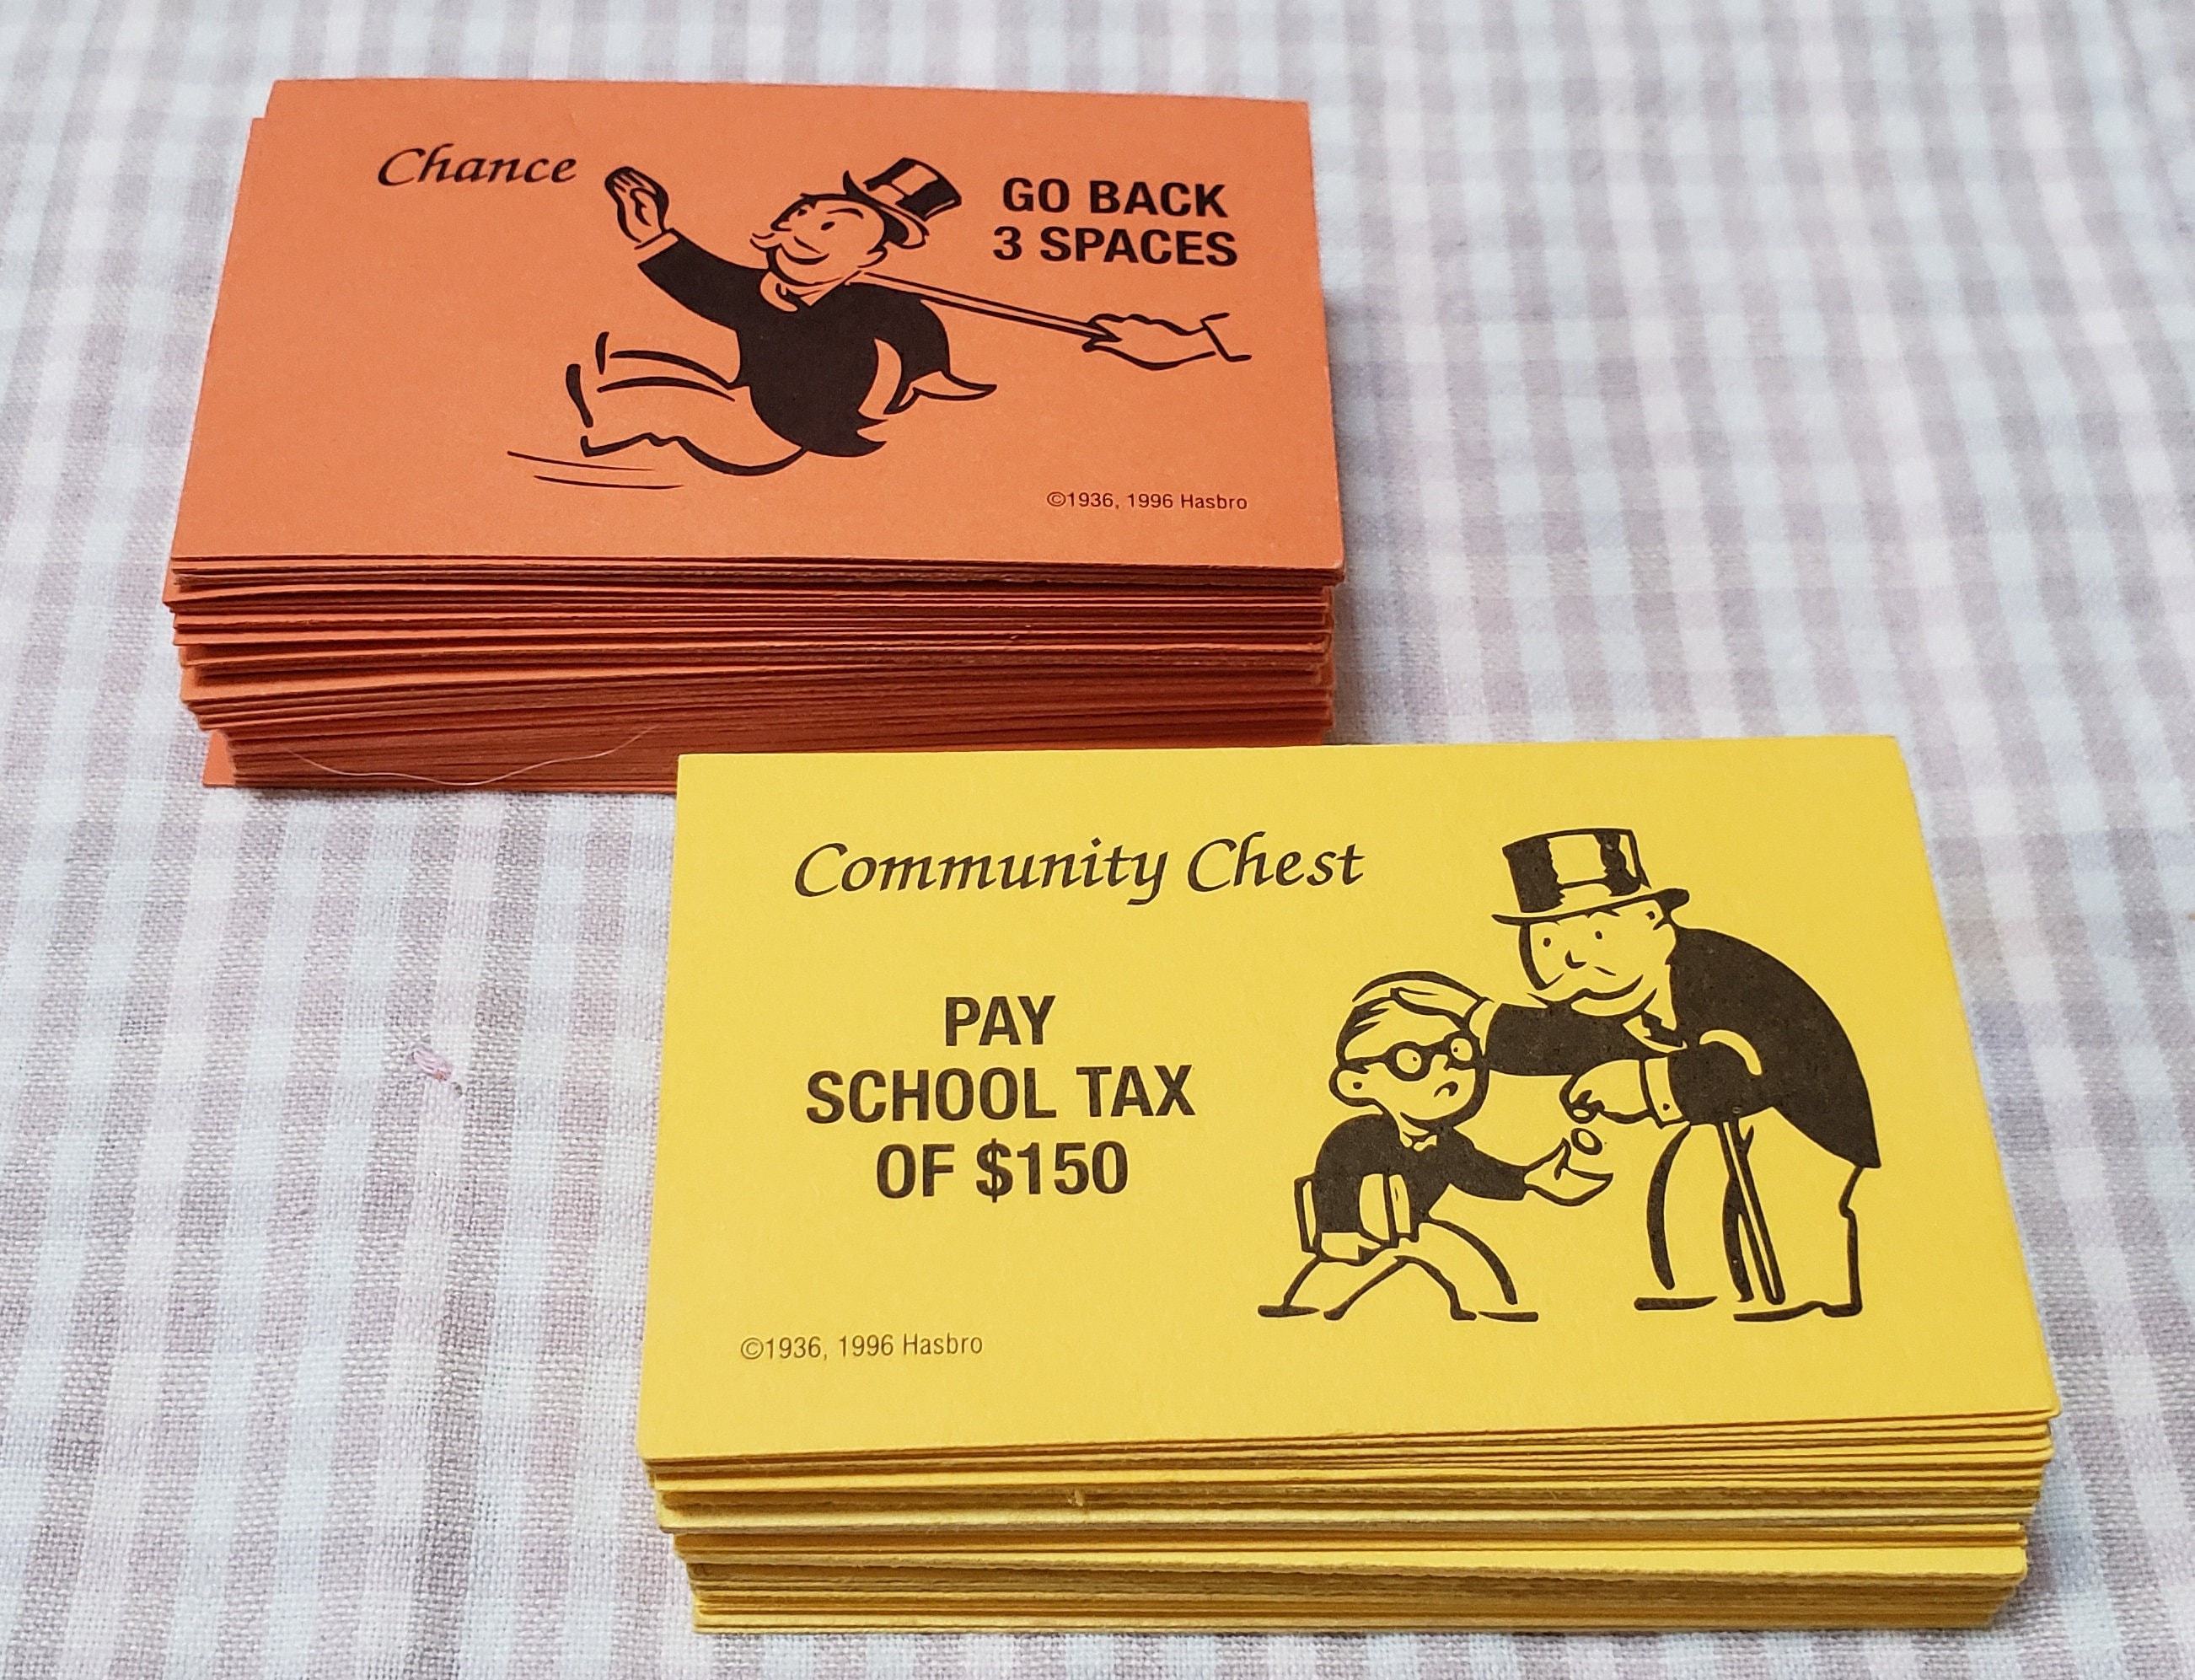 Chance
GO BACK
3 SPACES
©1936, 1996 Hasbro
Community Chest
PAY
SCHOOL TAX
OF $150
©1936, 1996 Hasbro